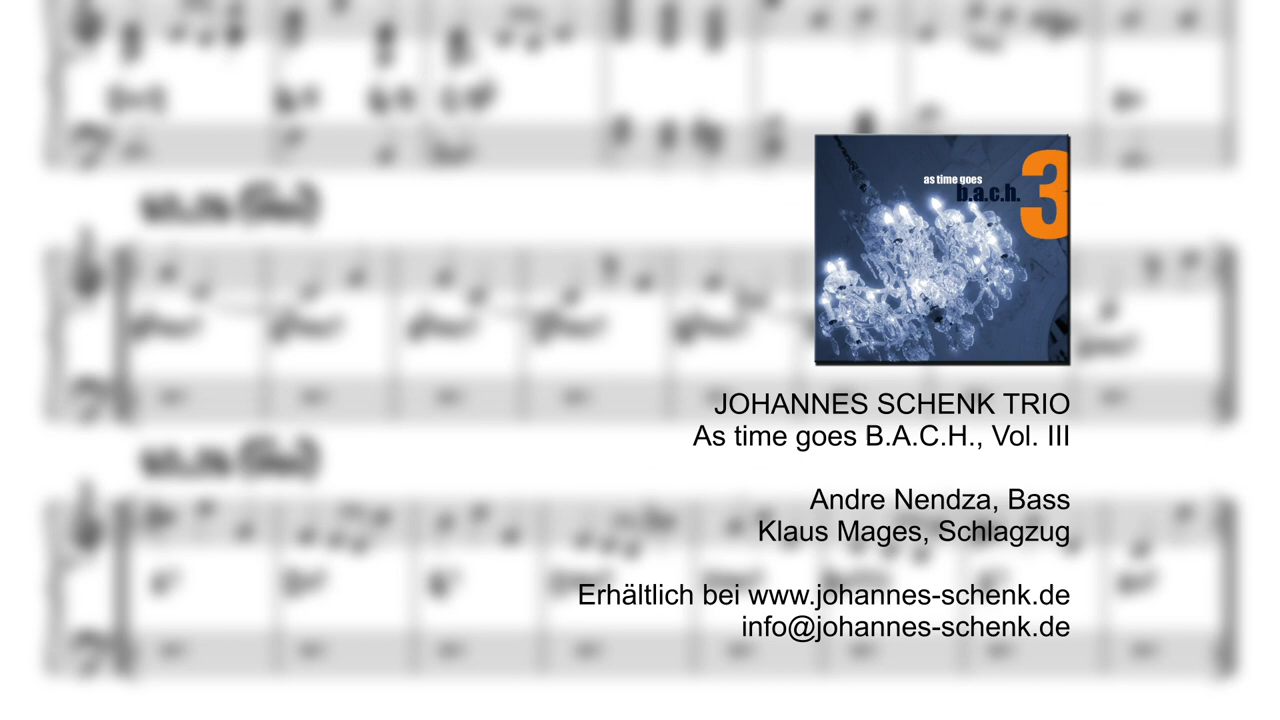 as time goes
b.a.c.h.
3
JOHANNES SCHENK TRIO
As time goes B.A.C.H., Vol. III
Andre Nendza, Bass
Klaus Mages, Schlagzug
Erhältlich bei www.johannes-schenk.de
info@johannes-schenk.de